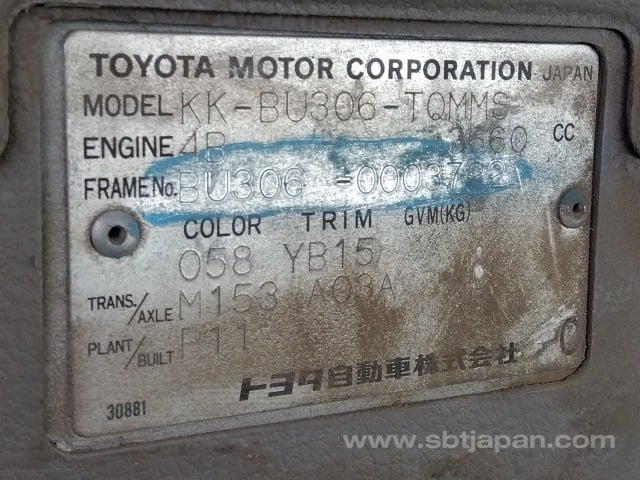 TOYOTA MOTOR CORPORATION JAPAN
MODEL KK-BU306-TQMMS
ENGINE 4B 3660 CC
FRAME No. BU306 -0003782
COLOR TRIM GVM(KG)
058 YB15
TRANS./AXLE M153 A03A
PLANT/BUILT F11 C
トヨタ自動車株式会社
30881
www.sbtjapan.com